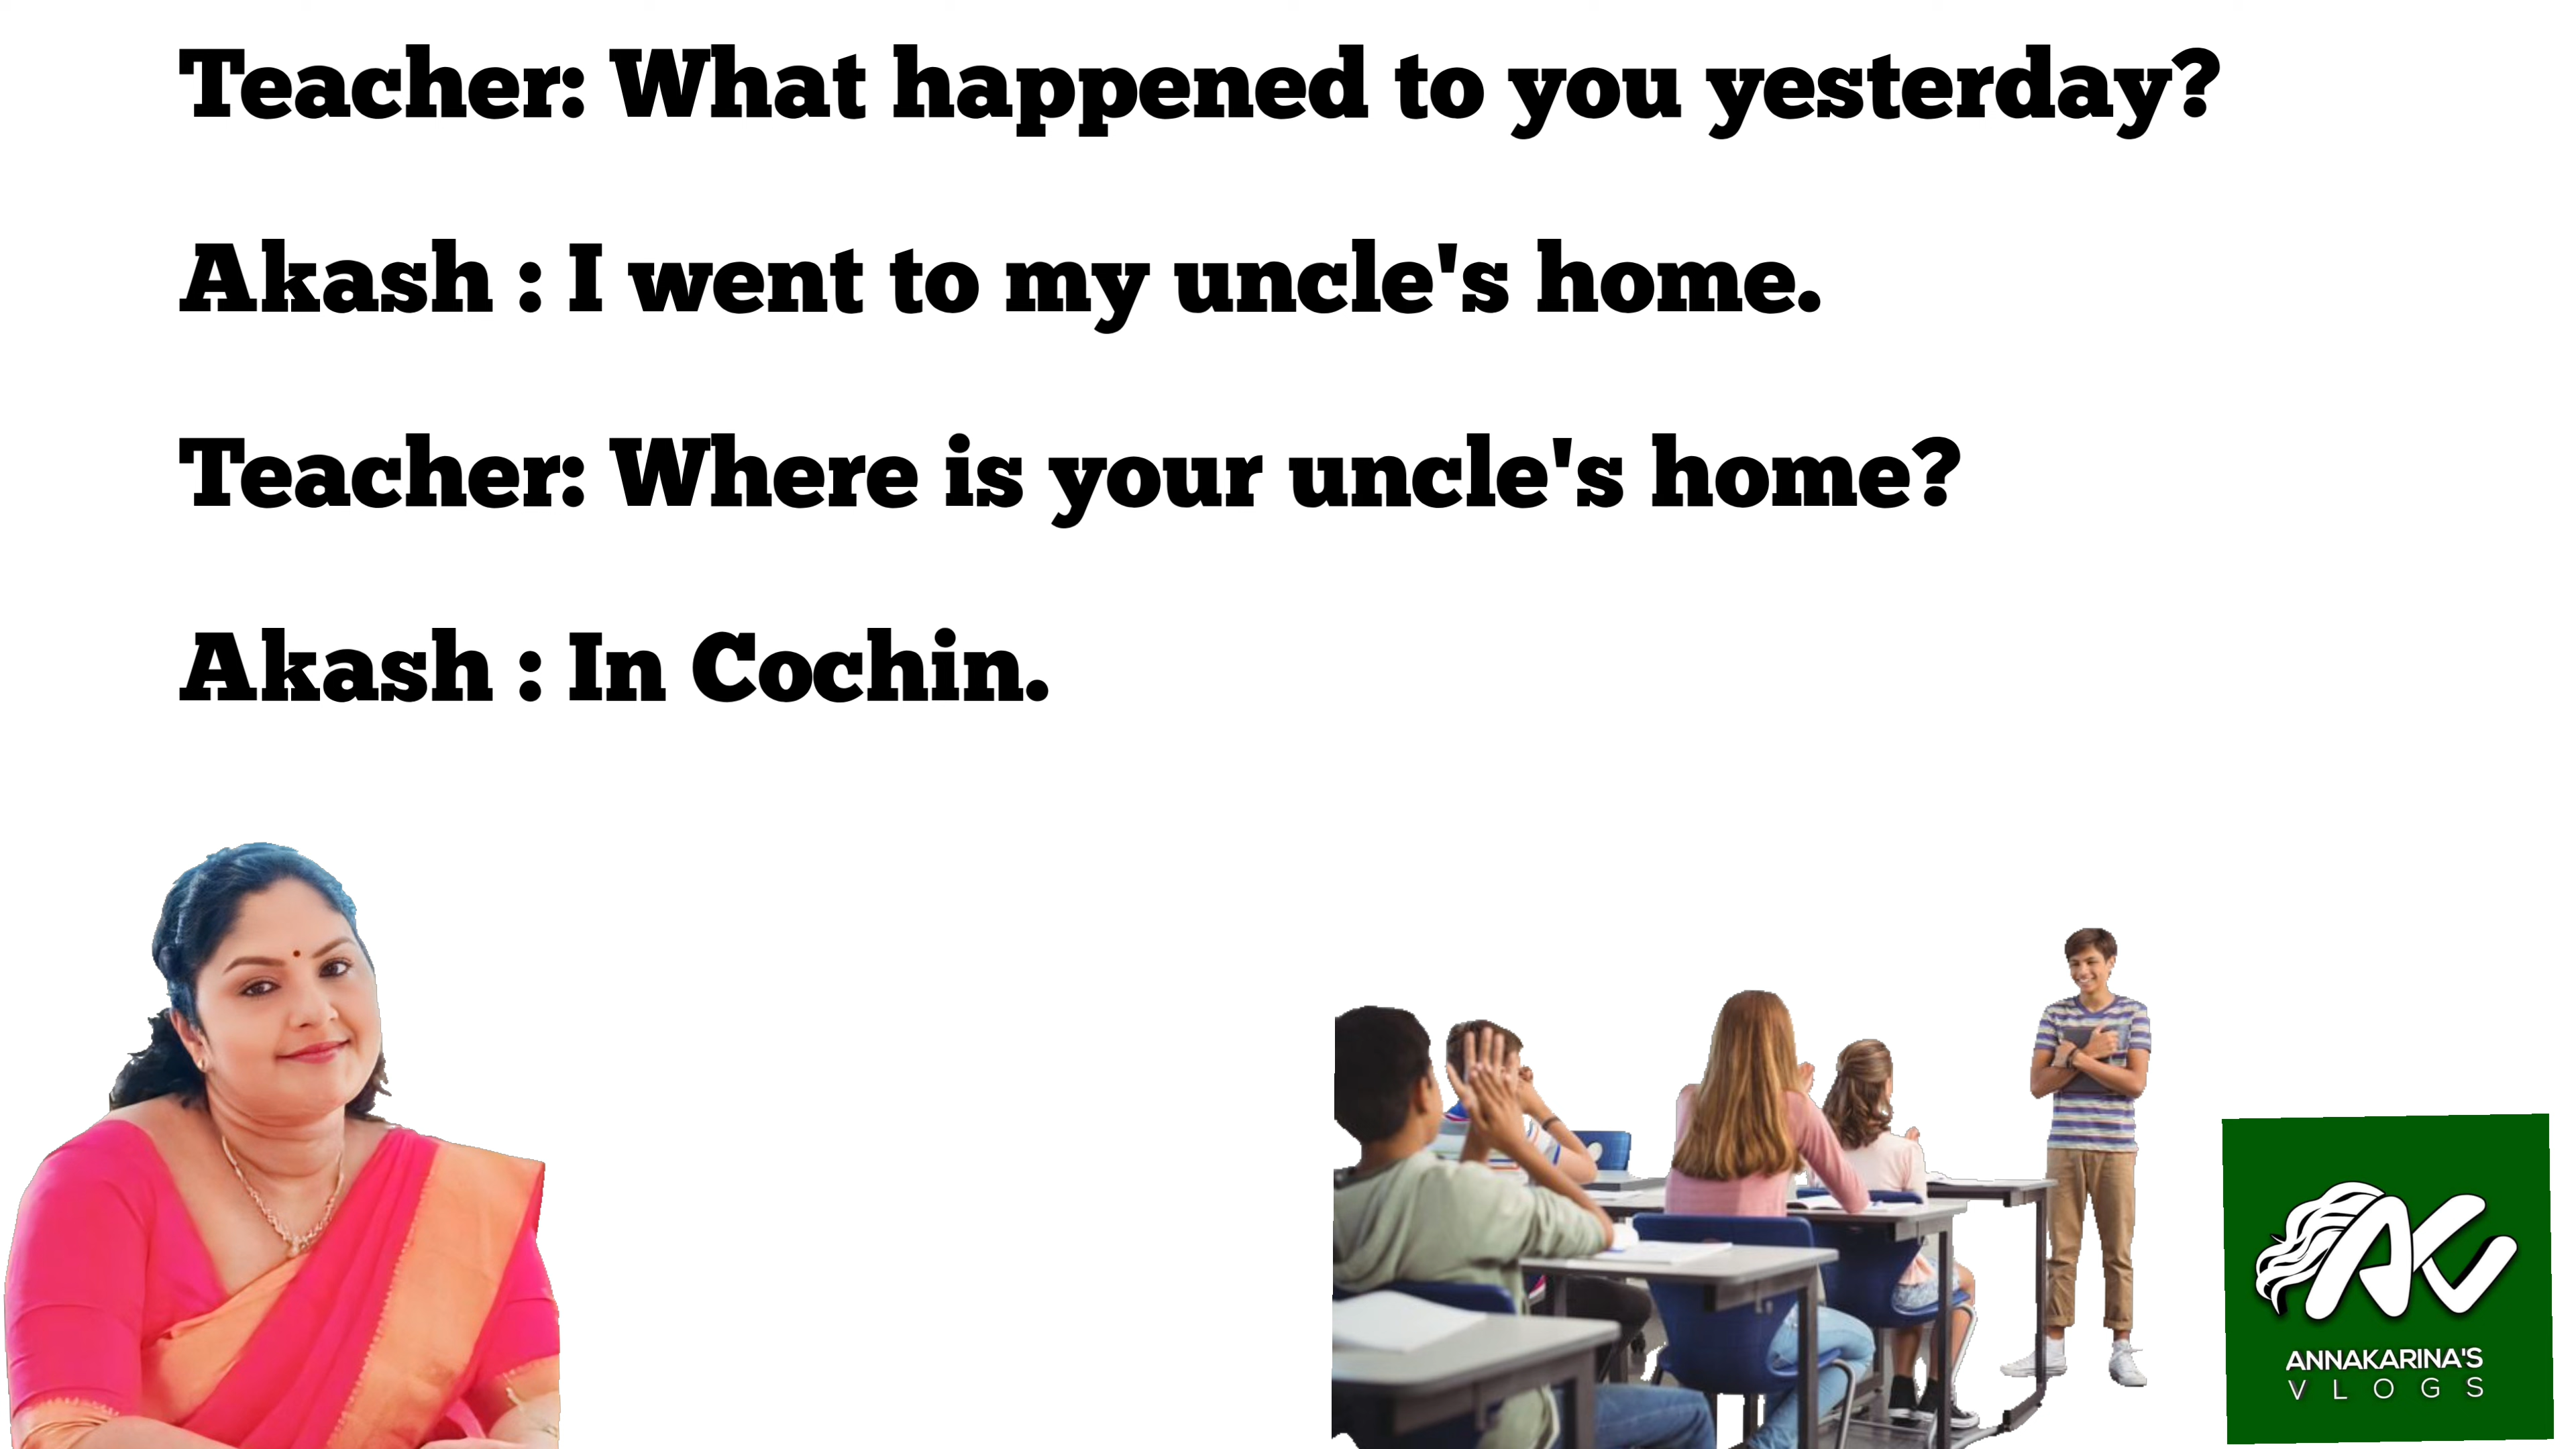 Teacher: What happened to you yesterday?
Akash : I went to my uncle's home.
Teacher: Where is your uncle's home?
Akash : In Cochin.
AV
ANNAKARINA'S
VLOGS